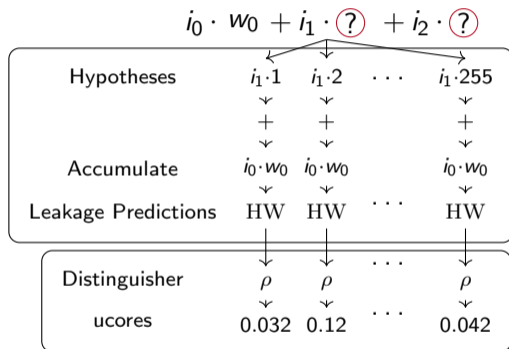 i₀ · w₀ + i₁ · ? + i₂ · ?
Hypotheses i₁·1 i₁·2 · · · i₁·255
+ + +
Accumulate i₀·w₀ i₀·w₀ i₀·w₀
Leakage Predictions HW HW · · · HW
· · ·
Distinguisher ρ ρ ρ
ucores 0.032 0.12 · · · 0.042